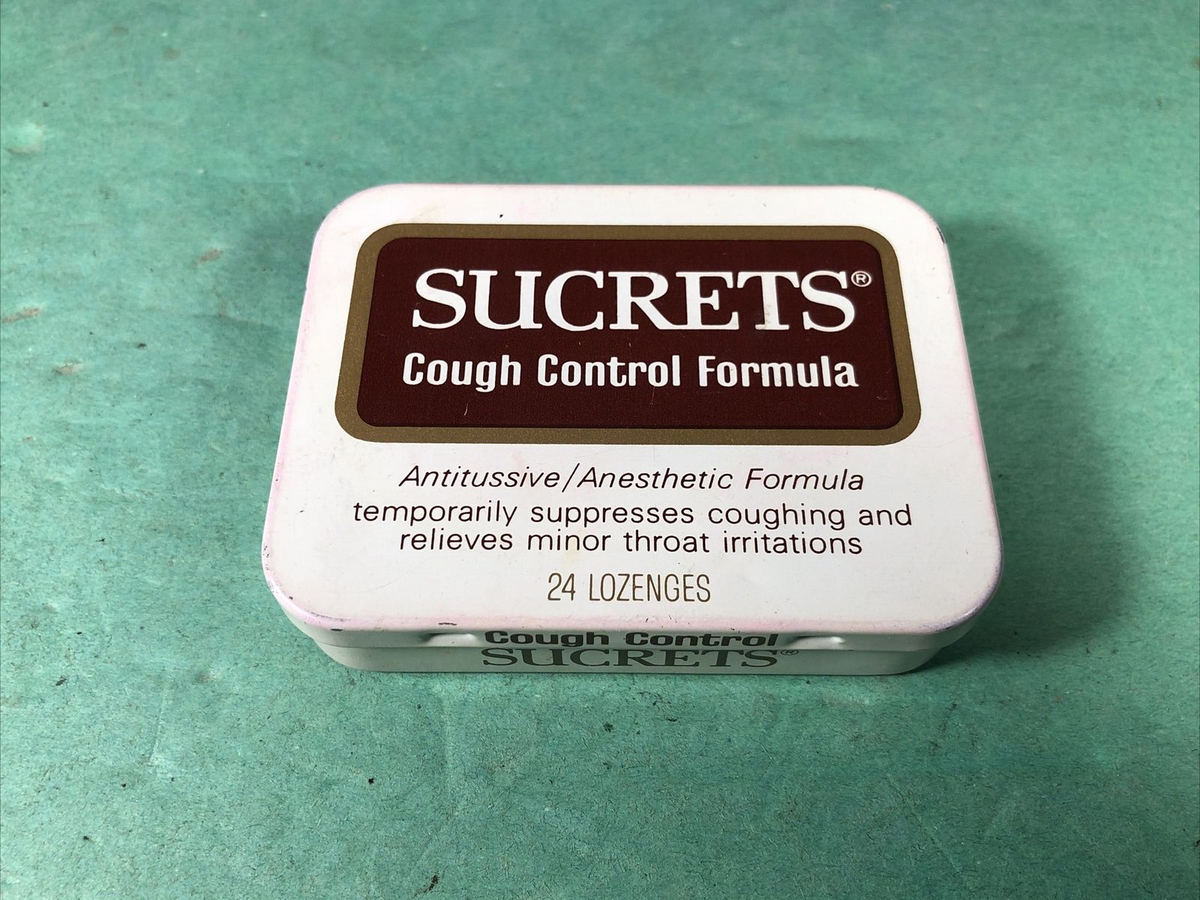 SUCRETS®
Cough Control Formula
Antitussive/Anesthetic Formula
temporarily suppresses coughing and
relieves minor throat irritations
24 LOZENGES
Cough Control
SUCRETS®